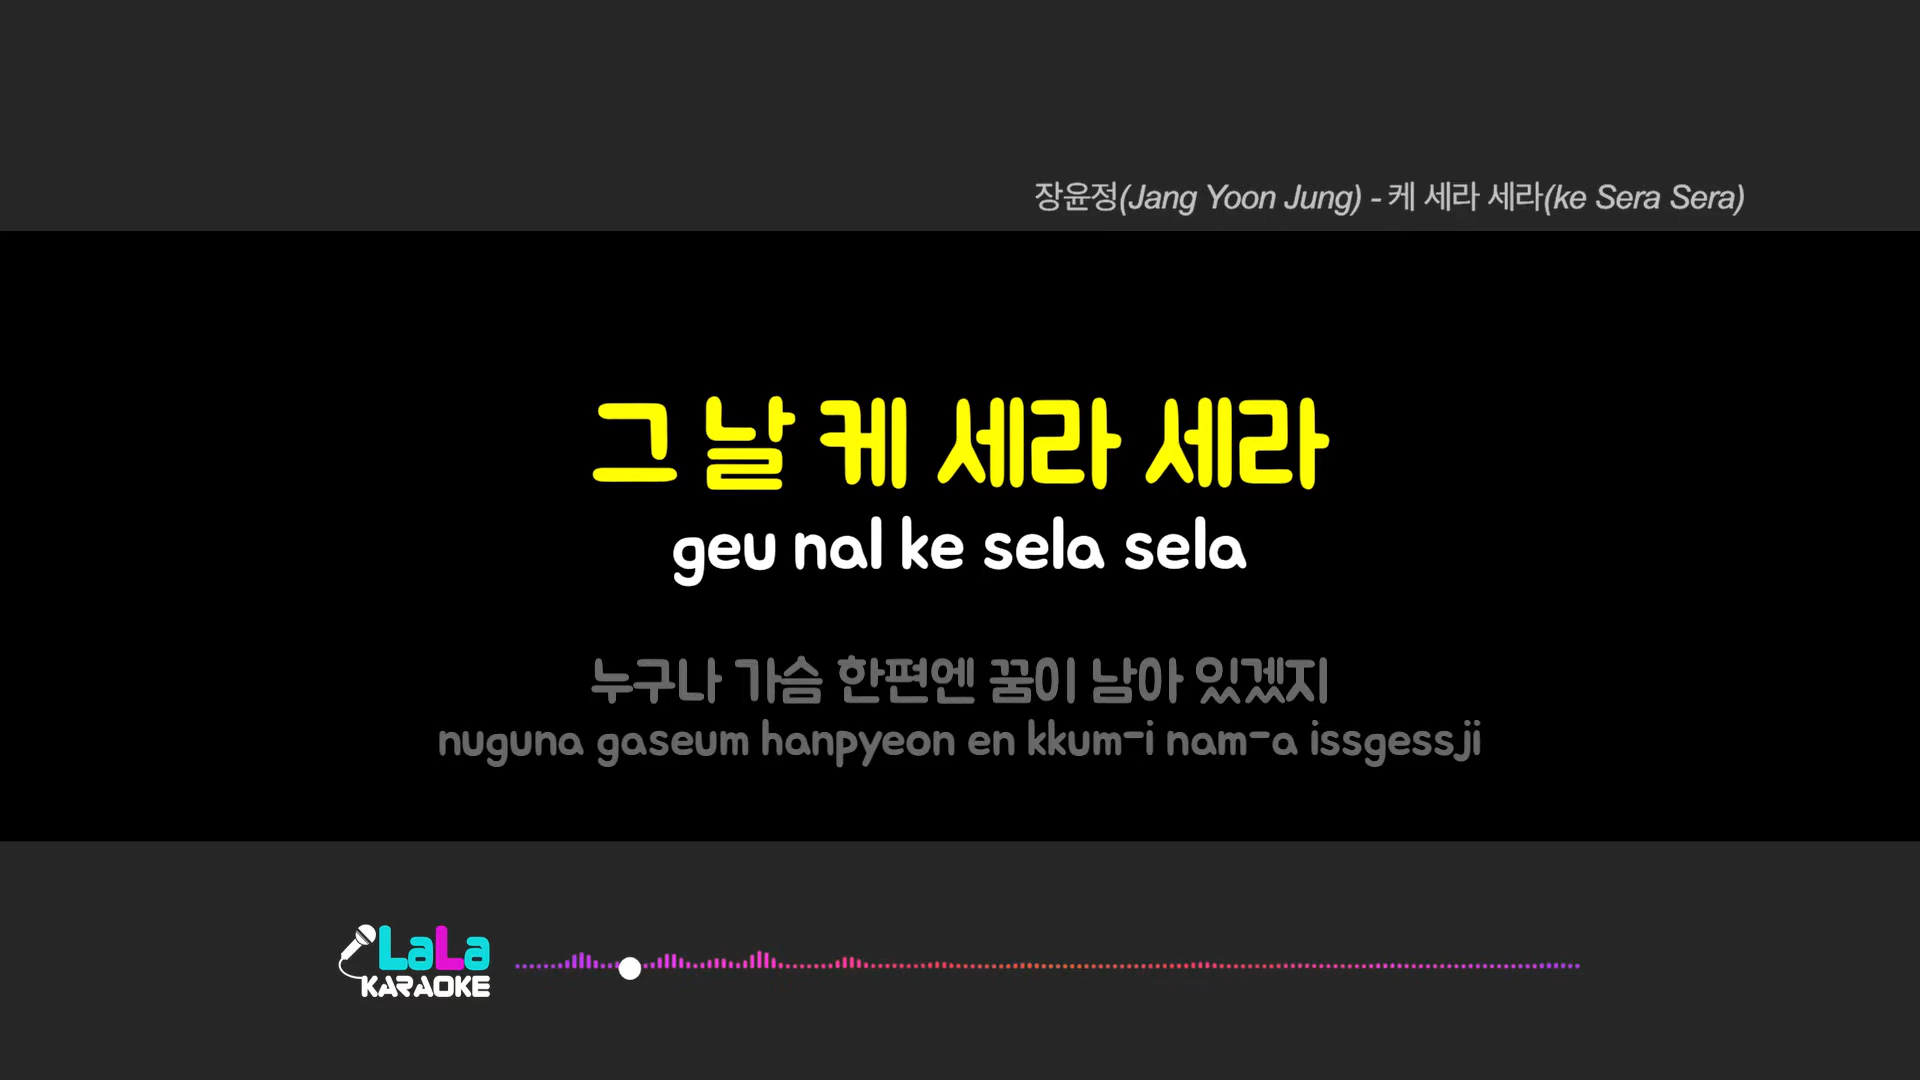 장윤정(Jang Yoon Jung) - 케 세라 세라(ke Sera Sera)
그 날 케 세라 세라
geu nal ke sela sela
누구나 가슴 한편엔 꿈이 남아 있겠지
nuguna gaseum hanpyeon en kkum-i nam-a issgessji
LaLa
KARAOKE